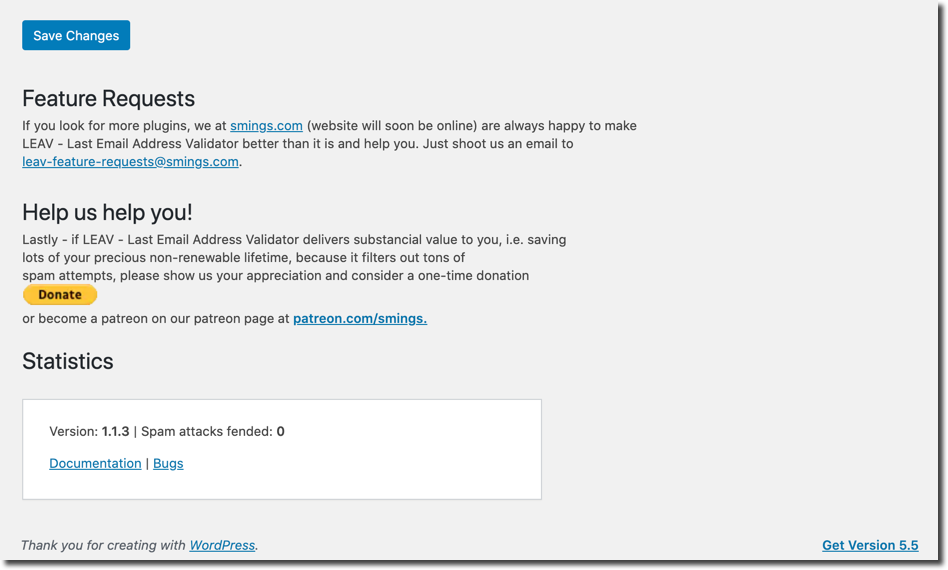 Save Changes
Feature Requests
If you look for more plugins, we at smings.com (website will soon be online) are always happy to make
LEAV - Last Email Address Validator better than it is and help you. Just shoot us an email to
leav-feature-requests@smings.com.
Help us help you!
Lastly - if LEAV - Last Email Address Validator delivers substancial value to you, i.e. saving
lots of your precious non-renewable lifetime, because it filters out tons of
spam attempts, please show us your appreciation and consider a one-time donation
Donate
or become a patreon on our patreon page at patreon.com/smings.
Statistics
Version: 1.1.3 | Spam attacks fended: 0
Documentation | Bugs
Thank you for creating with WordPress.
Get Version 5.5